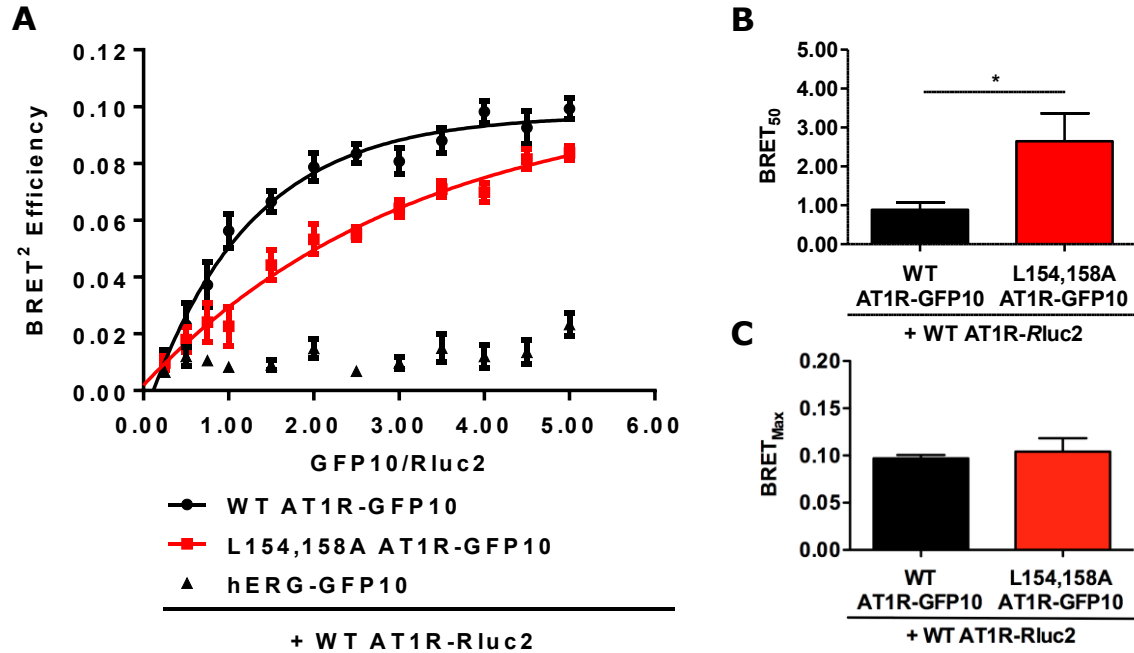 A
BRET² Efficiency
0.12
0.10
0.08
0.06
0.04
0.02
0.00
0.00 1.00 2.00 3.00 4.00 5.00 6.00
GFP10/Rluc2
WT AT1R-GFP10
L154,158A AT1R-GFP10
hERG-GFP10
+ WT AT1R-Rluc2
B
BRET₅₀
5.00
4.00
3.00
2.00
1.00
0.00
*
WT L154,158A
AT1R-GFP10 AT1R-GFP10
+ WT AT1R-Rluc2
C
BRETMax
0.20
0.15
0.10
0.05
0.00
WT L154,158A
AT1R-GFP10 AT1R-GFP10
+ WT AT1R-Rluc2